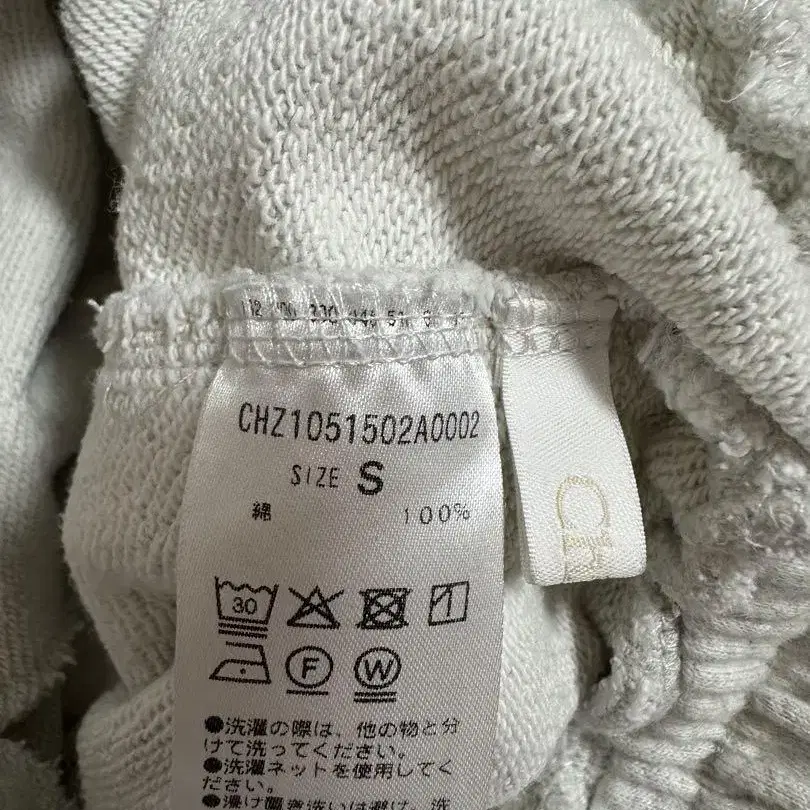 CHZ1051502A0002
SIZE S
綿 100%
30
F W
●洗濯の際は、他の物と分
けて洗ってください。
●洗濯ネットを使用してく
ださい。